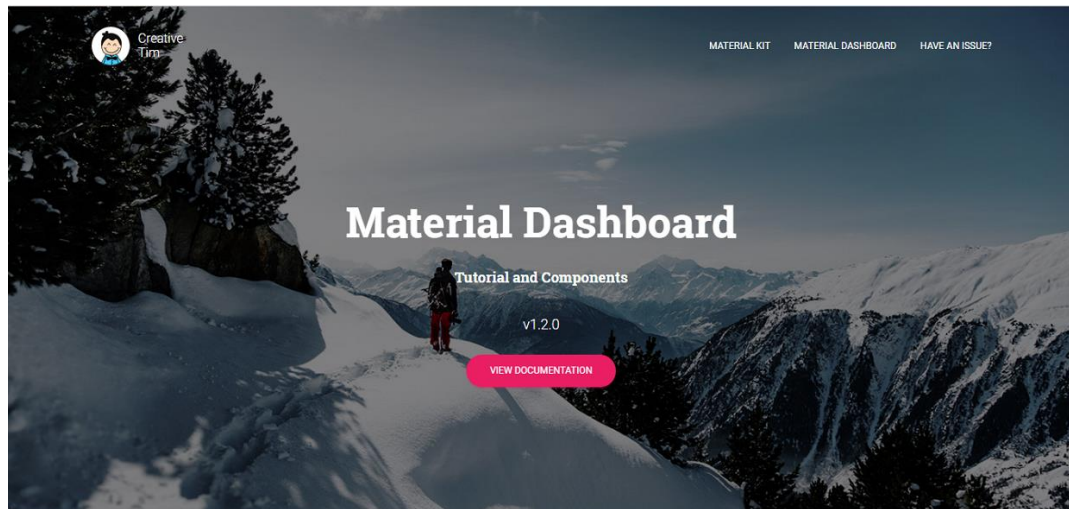 Creative
Tim
MATERIAL KIT MATERIAL DASHBOARD HAVE AN ISSUE?
Material Dashboard
Tutorial and Components
v1.2.0
VIEW DOCUMENTATION